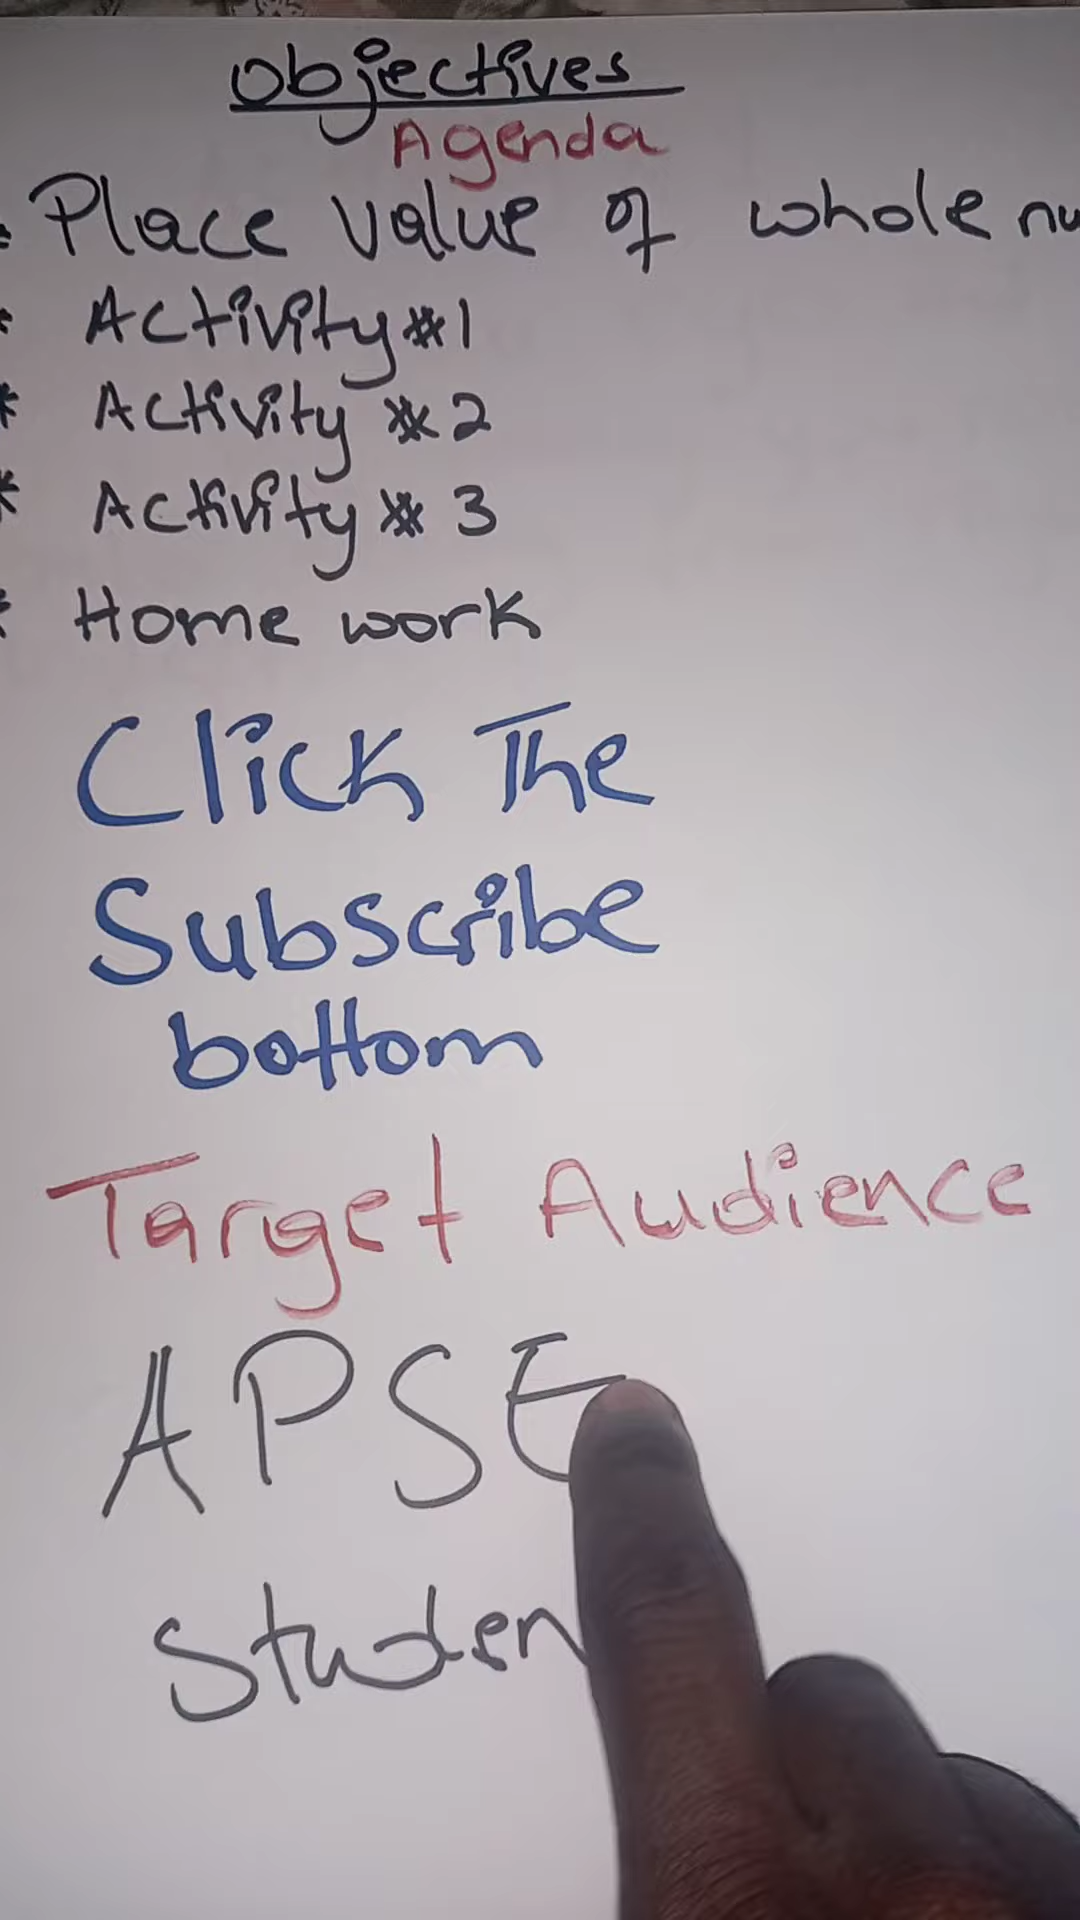 Objectives
Agenda
* Place value of whole nu
* Activity #1
* Activity #2
* Activity #3
* Home work
Click The
Subscribe
bottom
Target Audience
APSE
studen